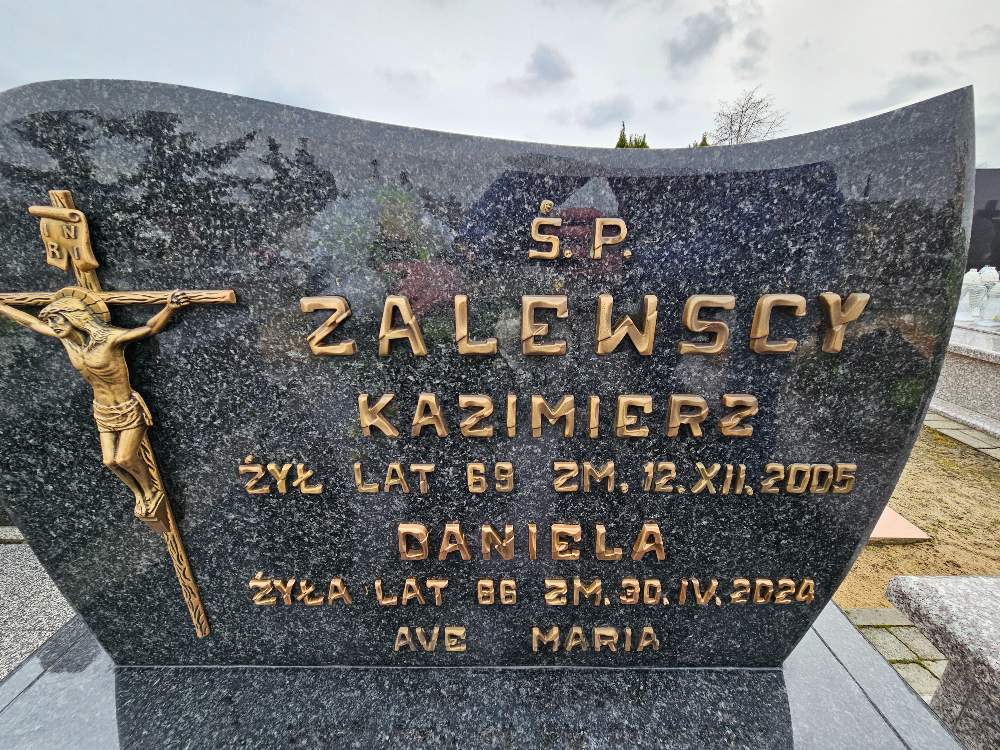 INBI
Ś. P.
ZALEWSCY
KAZIMIERZ
ŻYŁ LAT 69 ZM. 12.XII.2005
DANIELA
ŻYŁA LAT 86 ZM. 30.IV.2024
AVE MARIA